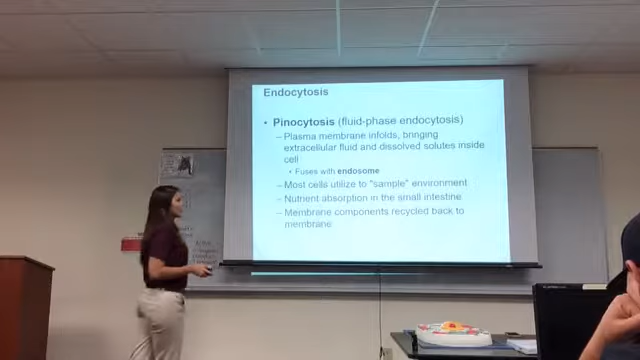 Endocytosis
• Pinocytosis (fluid-phase endocytosis)
– Plasma membrane infolds, bringing
extracellular fluid and dissolved solutes inside
cell
• Fuses with endosome
– Most cells utilize to "sample" environment
– Nutrient absorption in the small intestine
– Membrane components recycled back to
membrane